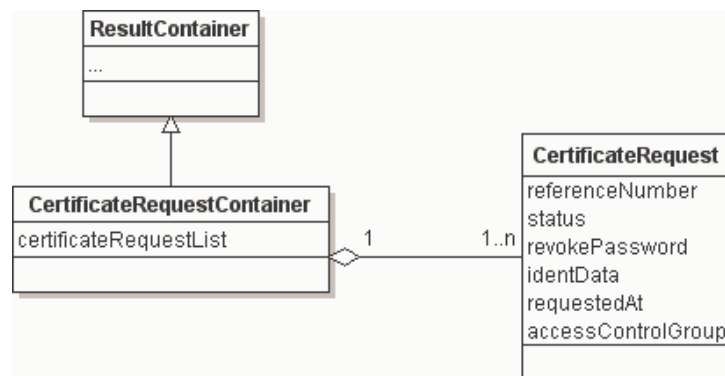 ResultContainer
...
CertificateRequestContainer
certificateRequestList
1
1..n
CertificateRequest
referenceNumber
status
revokePassword
identData
requestedAt
accessControlGroup